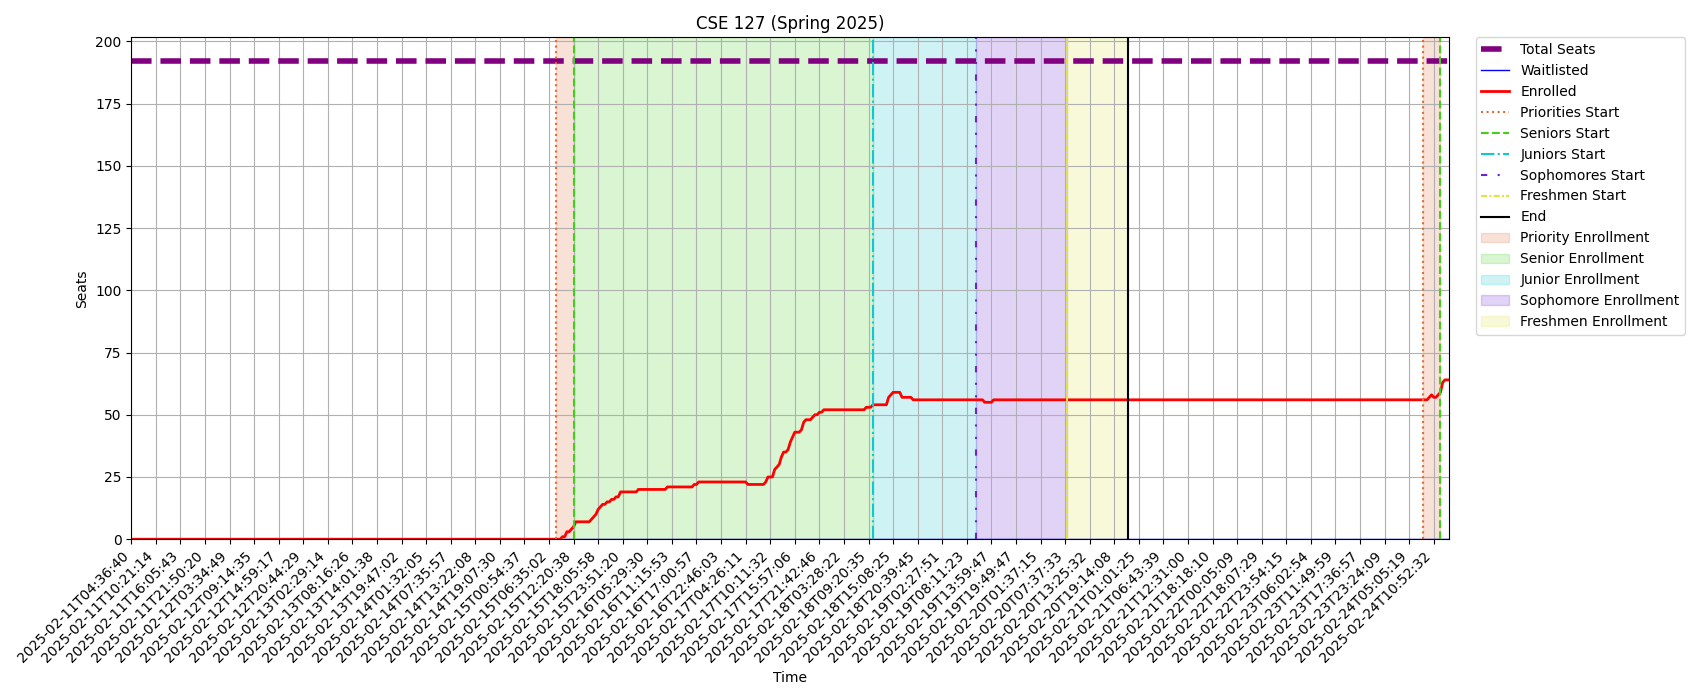 CSE 127 (Spring 2025)
200
175
150
125
100
75
50
25
0
Seats
2025-02-11T04:36:40
2025-02-11T10:21:14
2025-02-11T16:05:43
2025-02-11T21:50:20
2025-02-12T03:34:49
2025-02-12T09:14:35
2025-02-12T14:59:17
2025-02-12T20:44:29
2025-02-13T02:29:14
2025-02-13T08:16:26
2025-02-13T14:01:38
2025-02-13T19:47:02
2025-02-14T01:32:05
2025-02-14T07:35:57
2025-02-14T13:22:08
2025-02-14T19:07:30
2025-02-15T00:54:37
2025-02-15T06:35:02
2025-02-15T12:20:38
2025-02-15T18:05:58
2025-02-15T23:51:20
2025-02-16T05:29:30
2025-02-16T11:15:53
2025-02-16T17:00:57
2025-02-16T22:46:03
2025-02-17T04:26:11
2025-02-17T10:11:32
2025-02-17T15:57:06
2025-02-17T21:42:46
2025-02-18T03:28:22
2025-02-18T09:20:35
2025-02-18T15:08:25
2025-02-18T20:39:45
2025-02-19T02:27:51
2025-02-19T08:11:23
2025-02-19T13:59:47
2025-02-19T19:49:47
2025-02-20T01:37:15
2025-02-20T07:37:33
2025-02-20T13:25:32
2025-02-20T19:14:08
2025-02-21T01:01:25
2025-02-21T06:43:39
2025-02-21T12:31:00
2025-02-21T18:18:10
2025-02-22T00:05:09
2025-02-22T18:07:29
2025-02-22T23:54:15
2025-02-23T06:02:54
2025-02-23T11:49:59
2025-02-23T17:36:57
2025-02-23T23:24:09
2025-02-24T05:05:19
2025-02-24T10:52:32
Time
Total Seats
Waitlisted
Enrolled
Priorities Start
Seniors Start
Juniors Start
Sophomores Start
Freshmen Start
End
Priority Enrollment
Senior Enrollment
Junior Enrollment
Sophomore Enrollment
Freshmen Enrollment